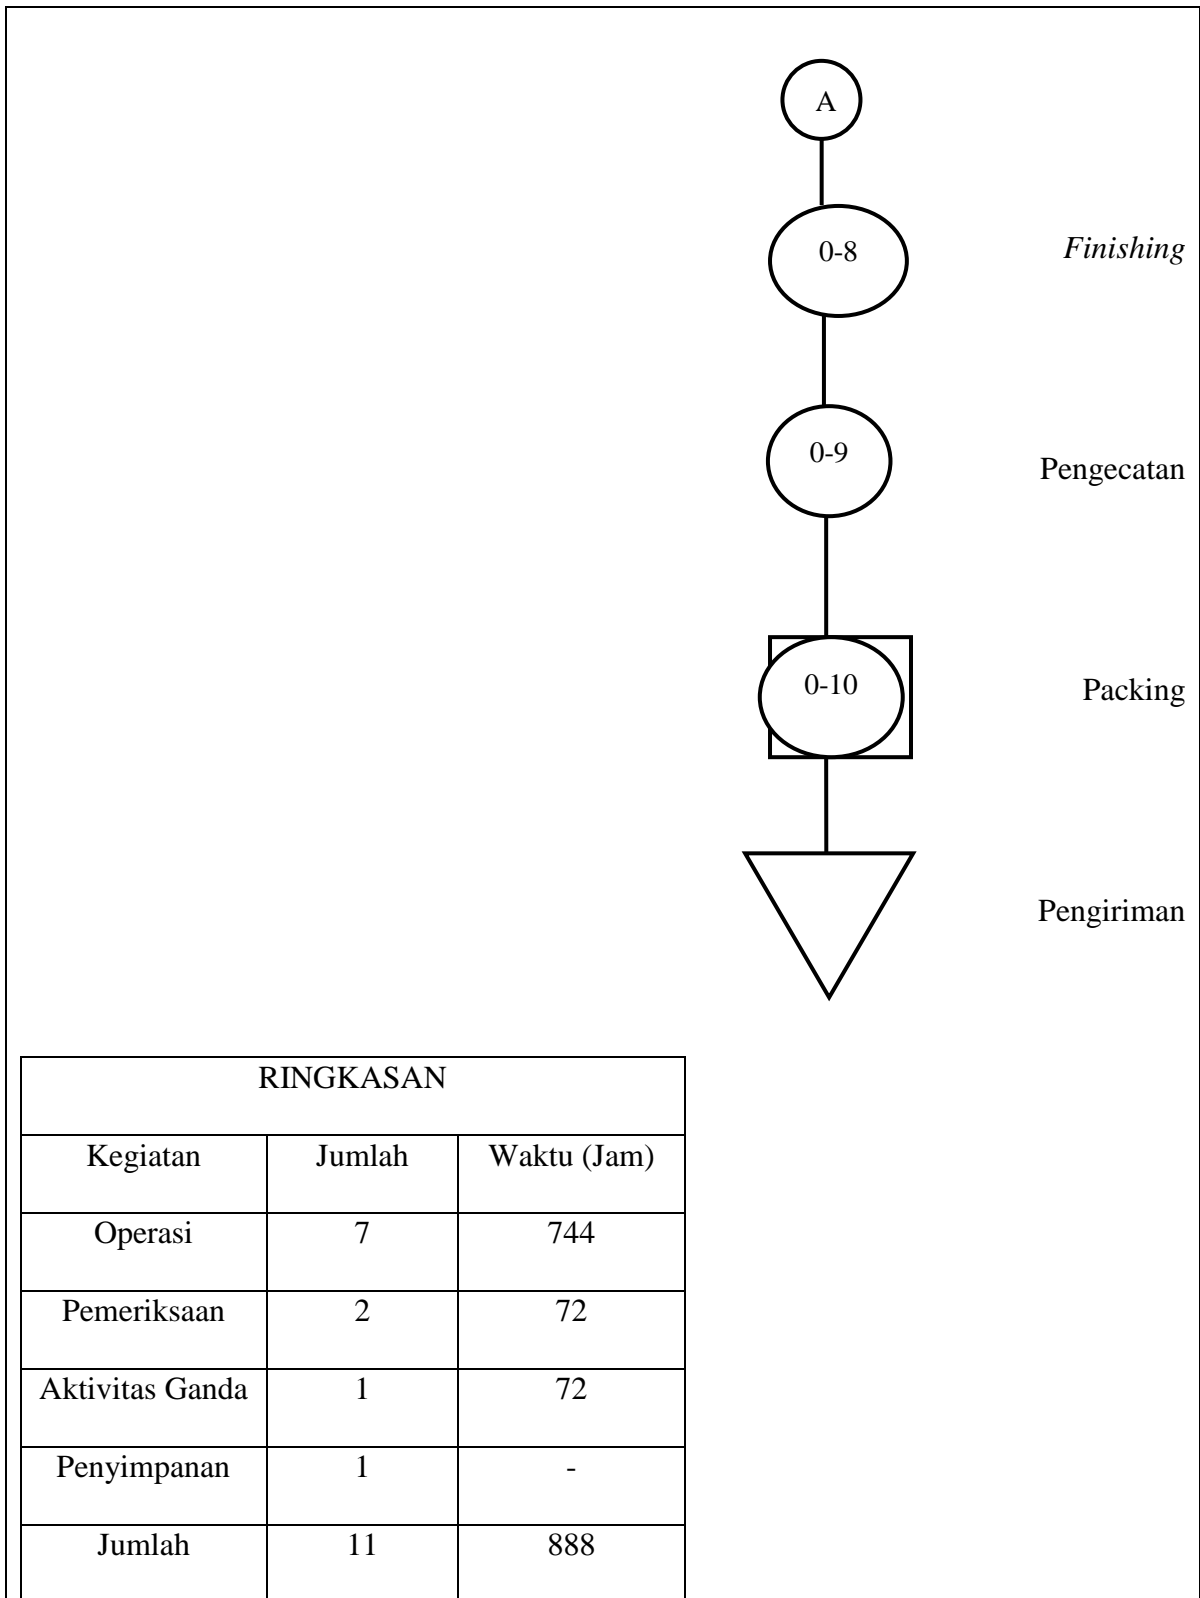 A
0-8
Finishing
0-9
Pengecatan
0-10
Packing
Pengiriman
RINGKASAN
Kegiatan Jumlah Waktu (Jam)
Operasi 7 744
Pemeriksaan 2 72
Aktivitas Ganda 1 72
Penyimpanan 1 -
Jumlah 11 888